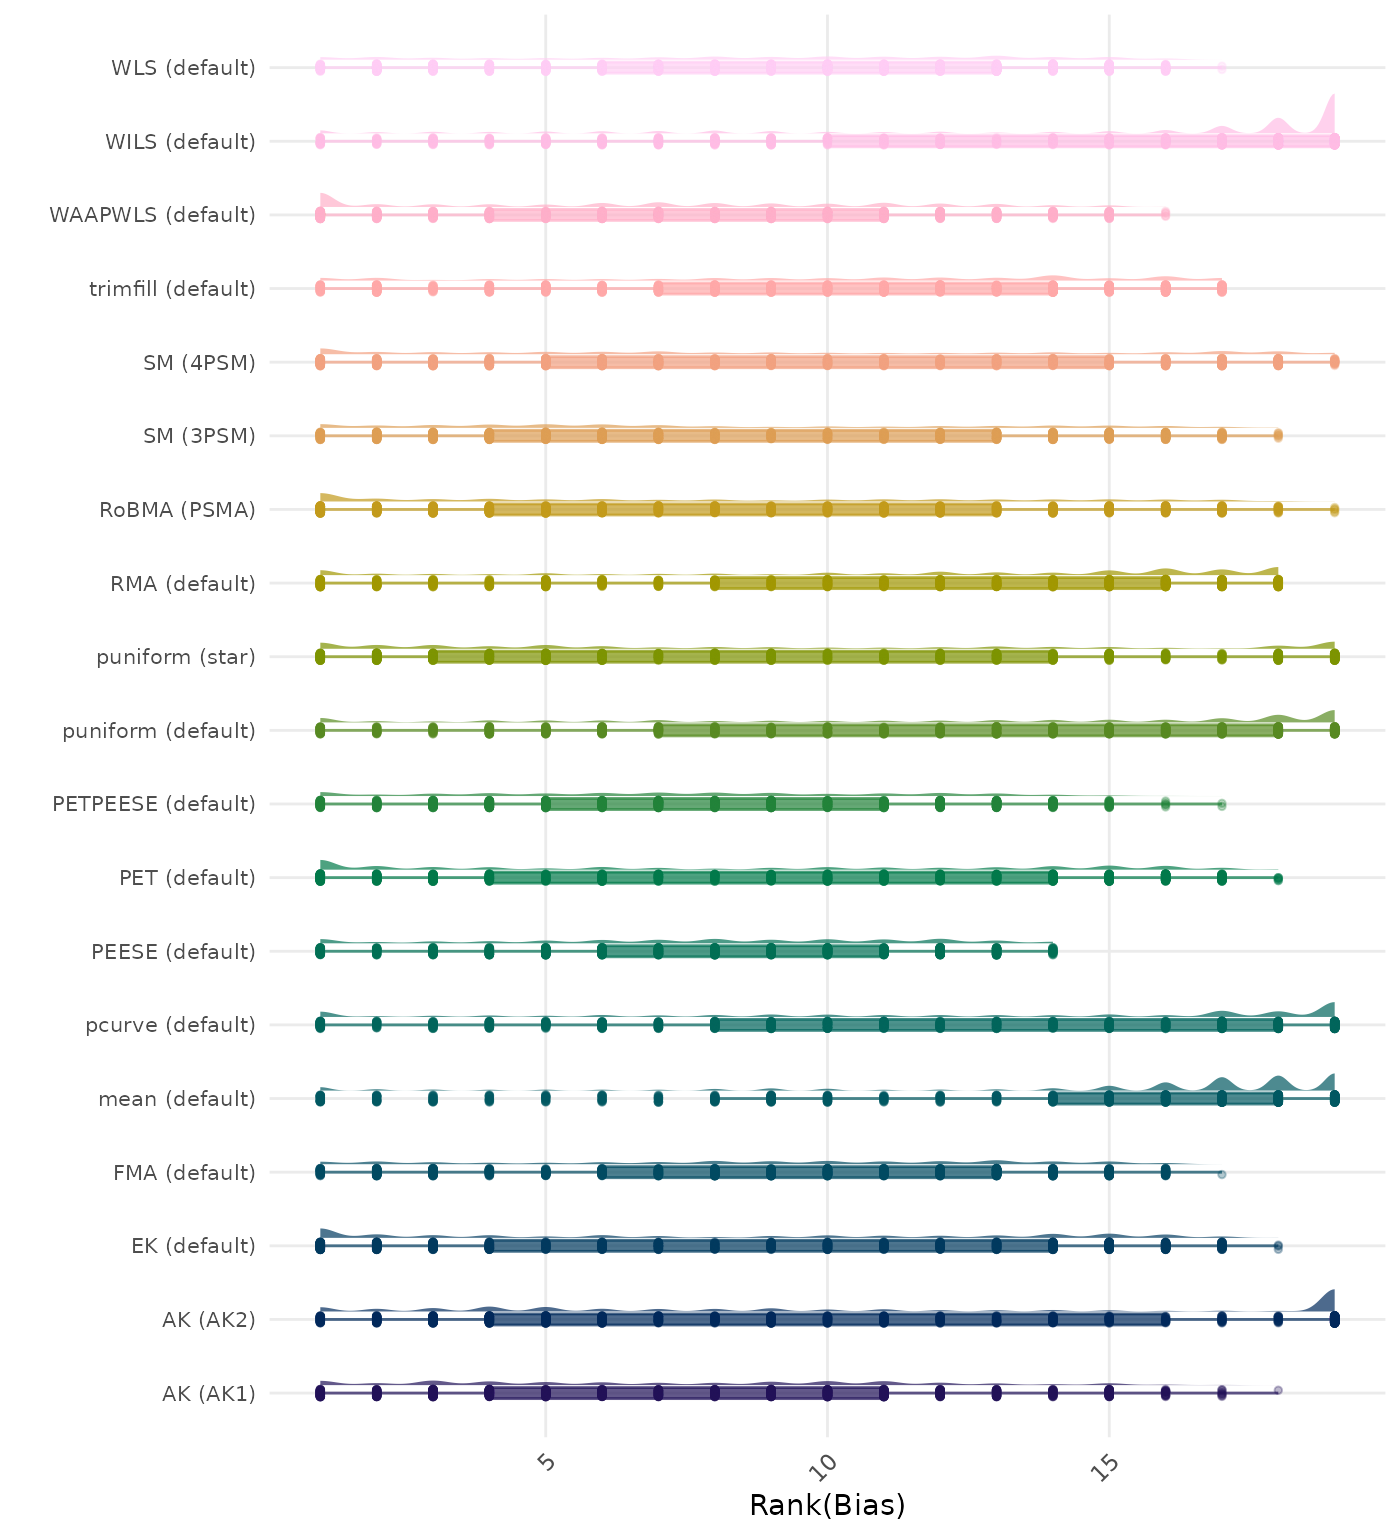 WLS (default)
WILS (default)
WAAPWLS (default)
trimfill (default)
SM (4PSM)
SM (3PSM)
RoBMA (PSMA)
RMA (default)
puniform (star)
puniform (default)
PETPEESE (default)
PET (default)
PEESE (default)
pcurve (default)
mean (default)
FMA (default)
EK (default)
AK (AK2)
AK (AK1)
5
10
15
Rank(Bias)